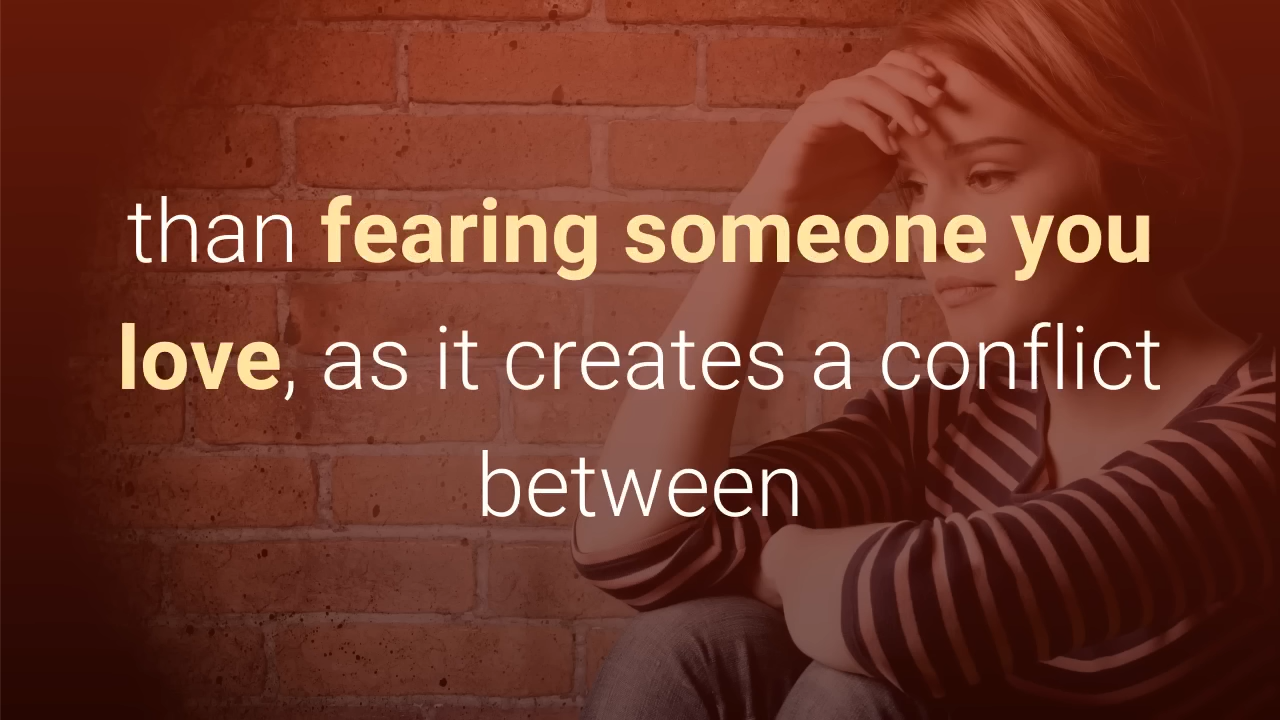 than fearing someone you
love, as it creates a conflict
between